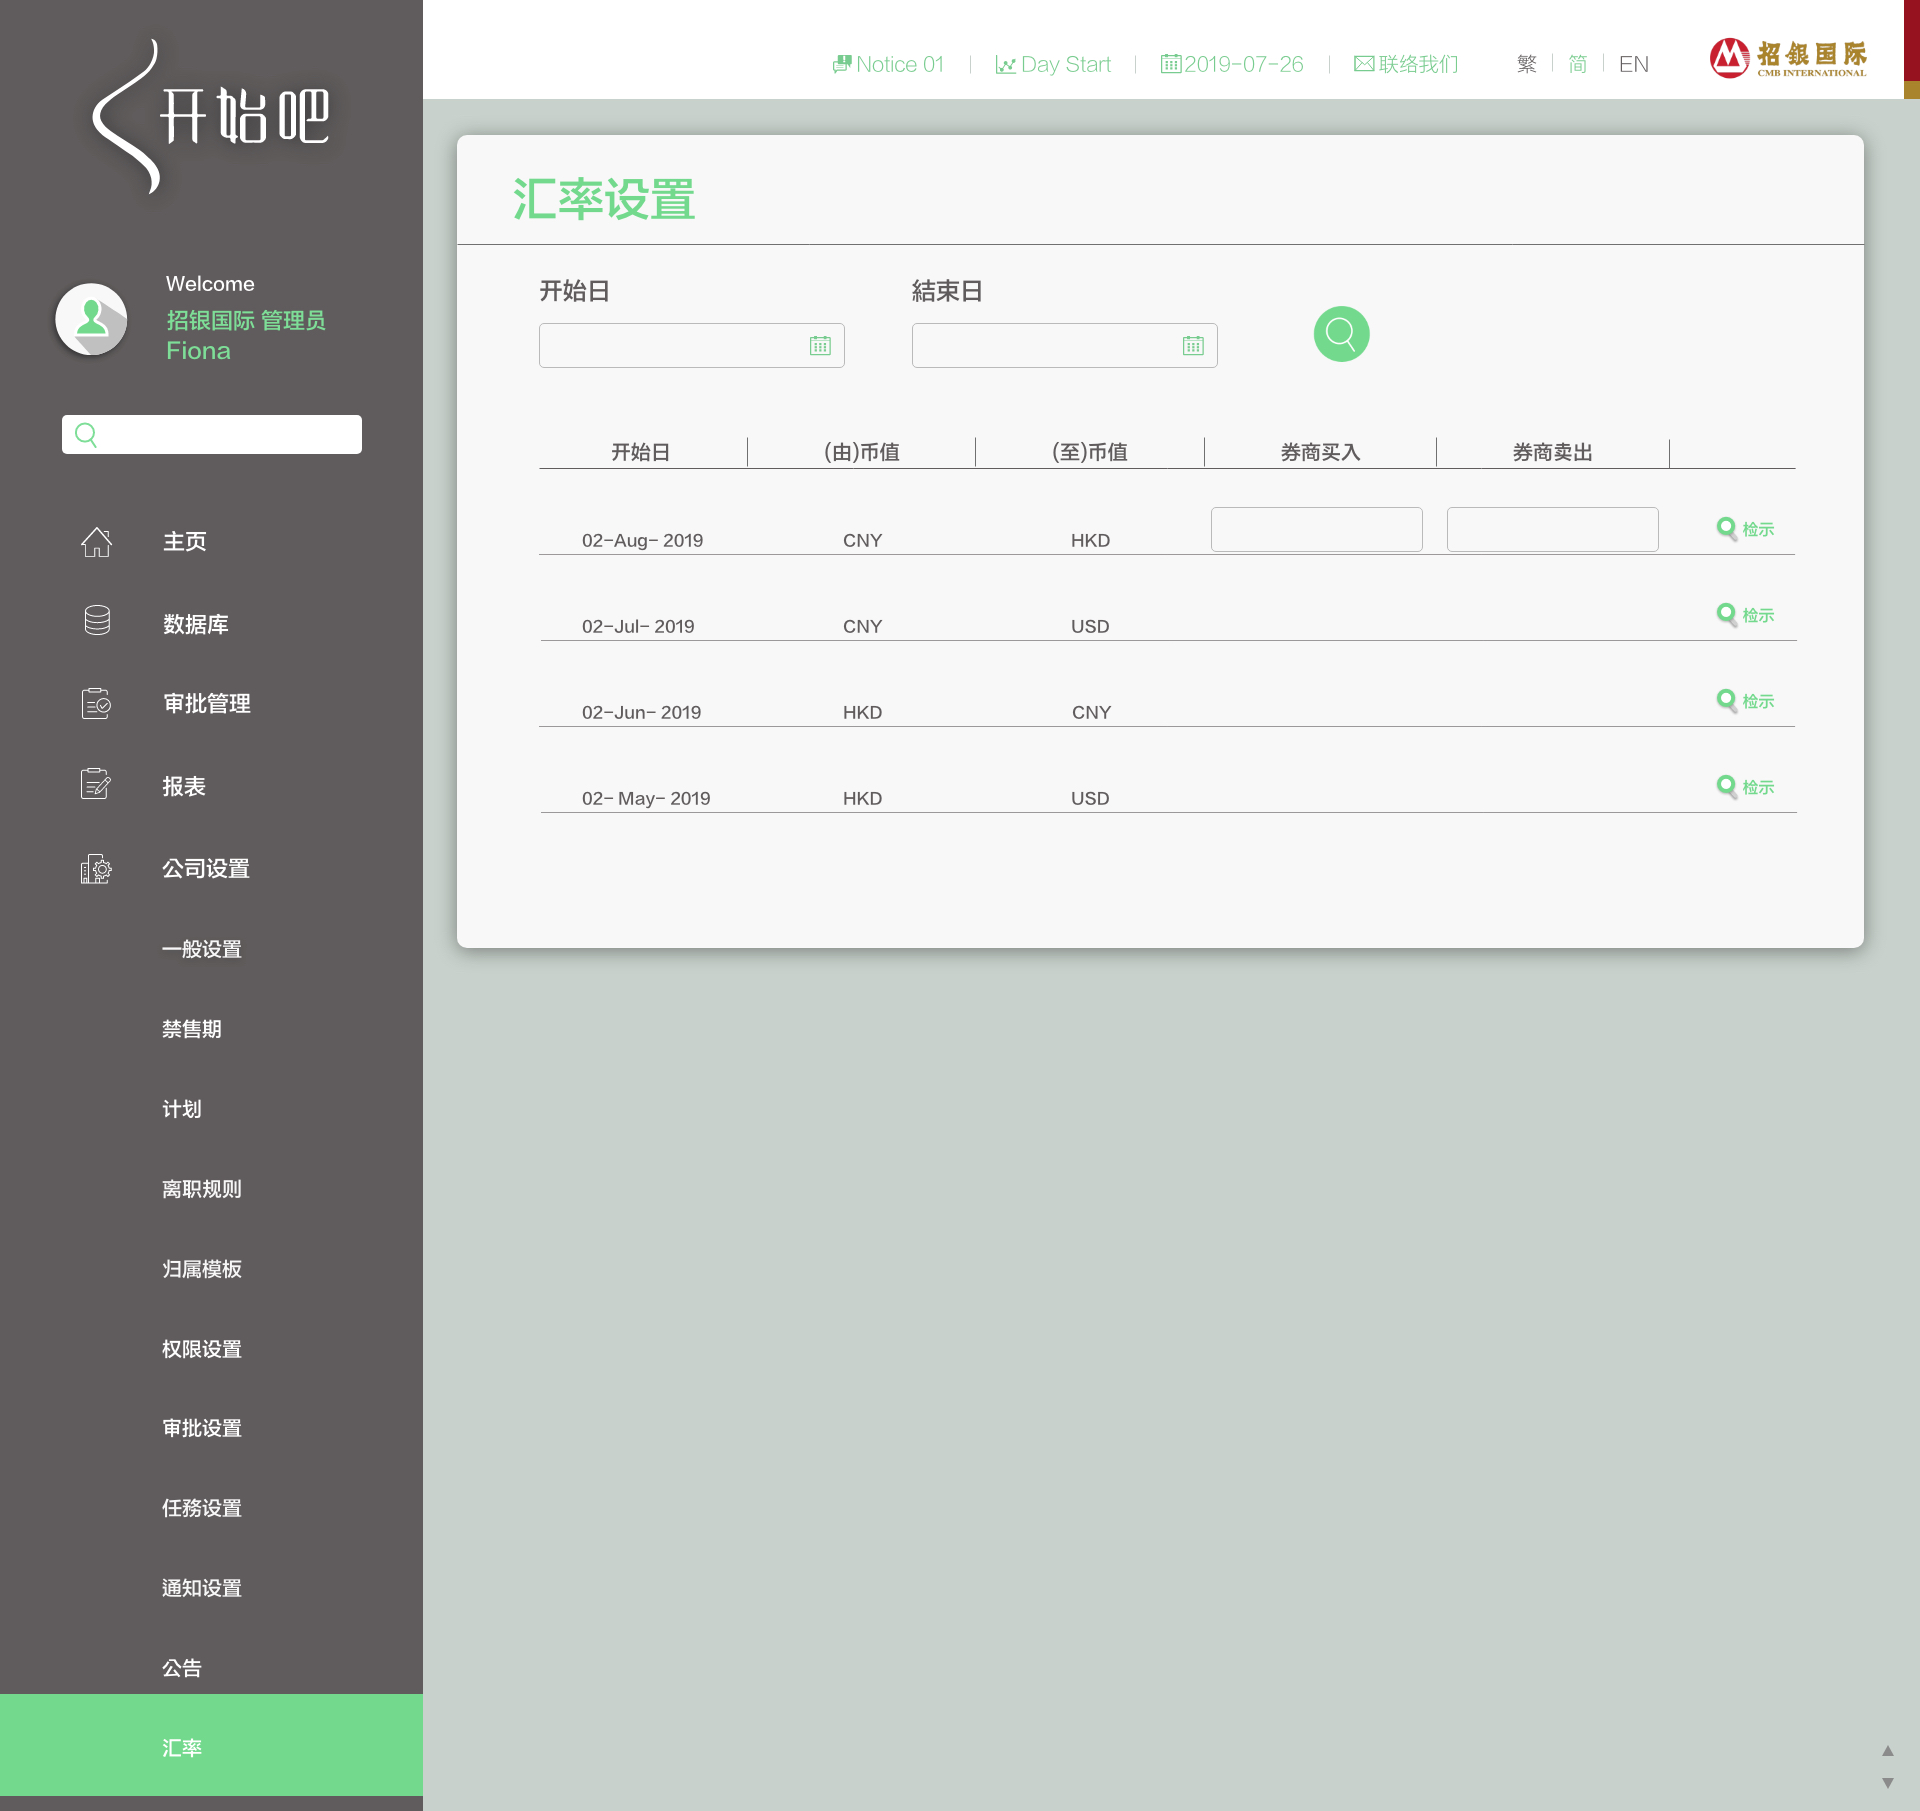 开始吧
Welcome
招银国际 管理员
Fiona
主页
数据库
审批管理
报表
公司设置
一般设置
禁售期
计划
离职规则
归属模板
权限设置
审批设置
任務设置
通知设置
公告
汇率
Notice 01
Day Start
2019-07-26
联络我们
繁
简
EN
招银国际
CMB INTERNATIONAL
汇率设置
开始日
結束日
开始日 (由)币值 (至)币值 券商买入 券商卖出
02-Aug- 2019 CNY HKD 检示
02-Jul- 2019 CNY USD 检示
02-Jun- 2019 HKD CNY 检示
02- May- 2019 HKD USD 检示